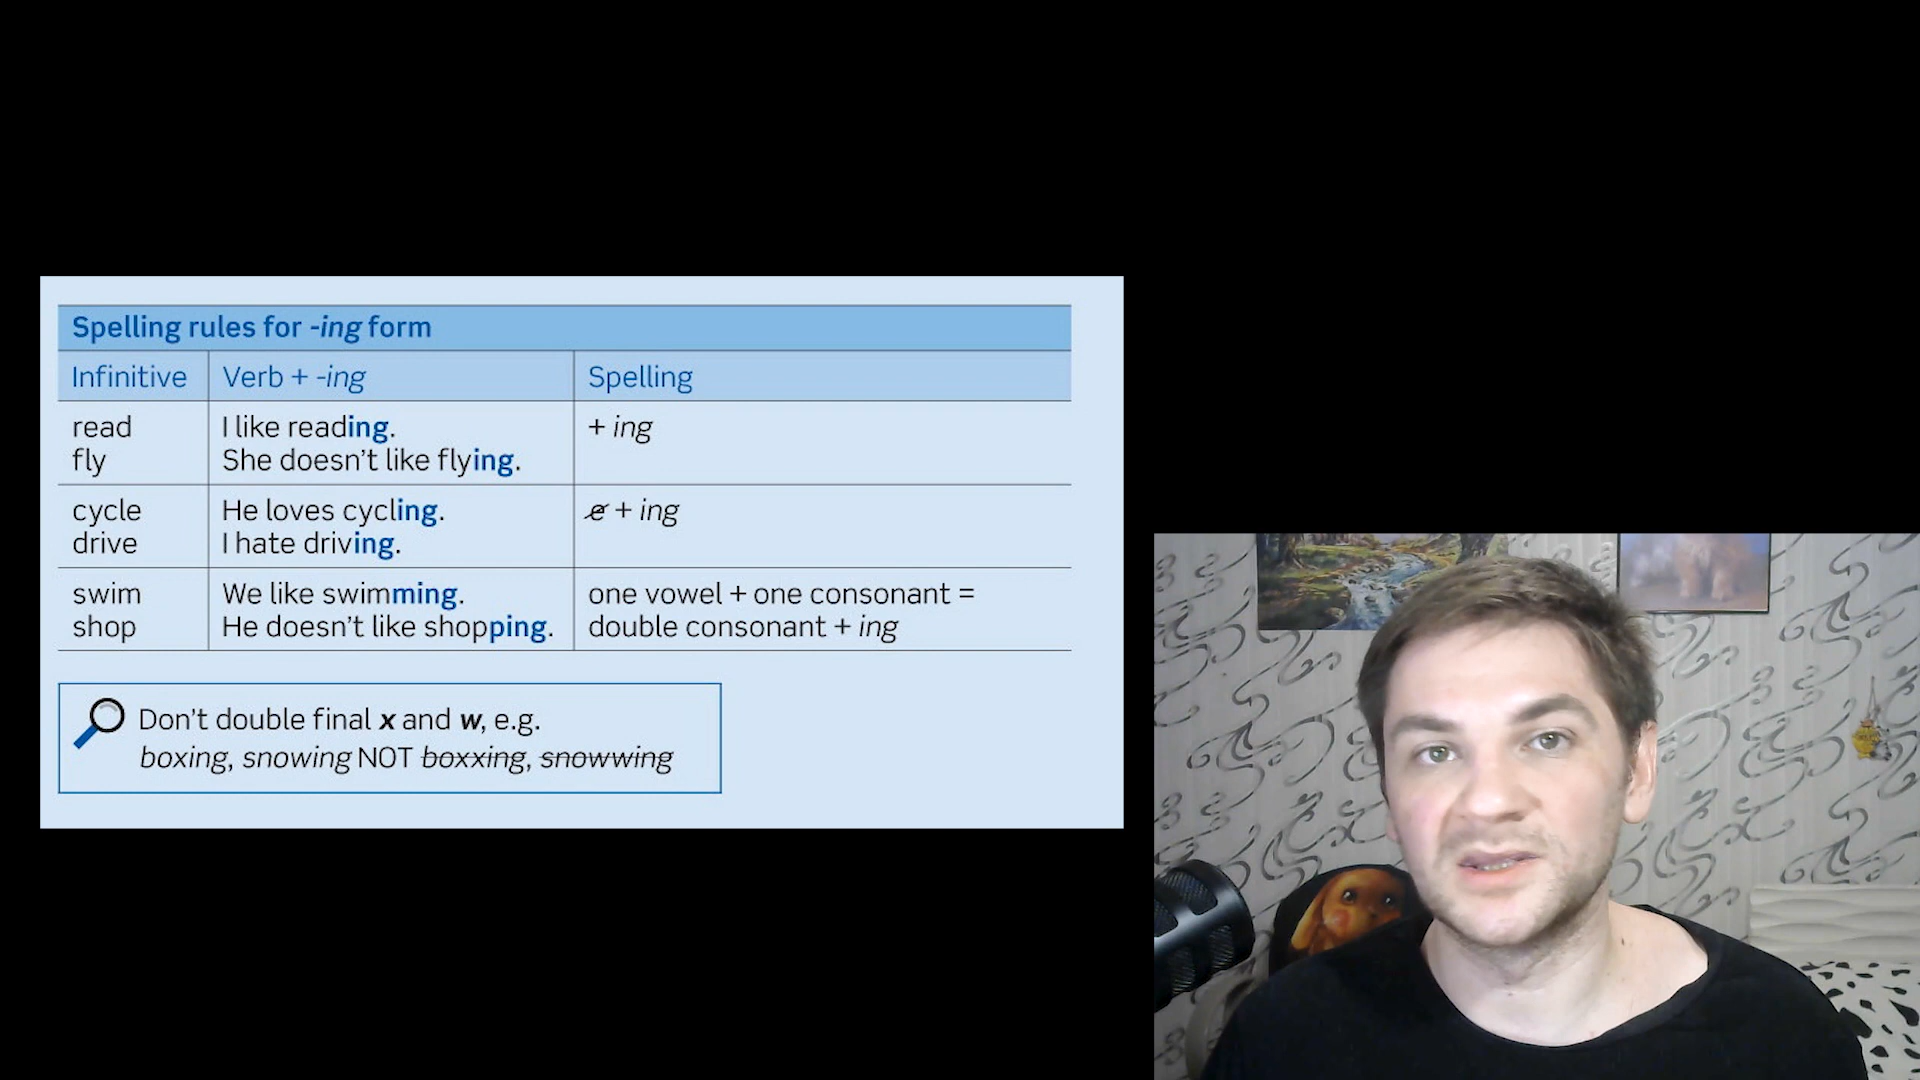 Spelling rules for -ing form
Infinitive Verb + -ing Spelling
read I like reading. + ing
fly She doesn't like flying.
cycle He loves cycling. e + ing
drive I hate driving.
swim We like swimming. one vowel + one consonant =
shop He doesn't like shopping. double consonant + ing
Don't double final x and w, e.g.
boxing, snowing NOT boxxing, snowwing